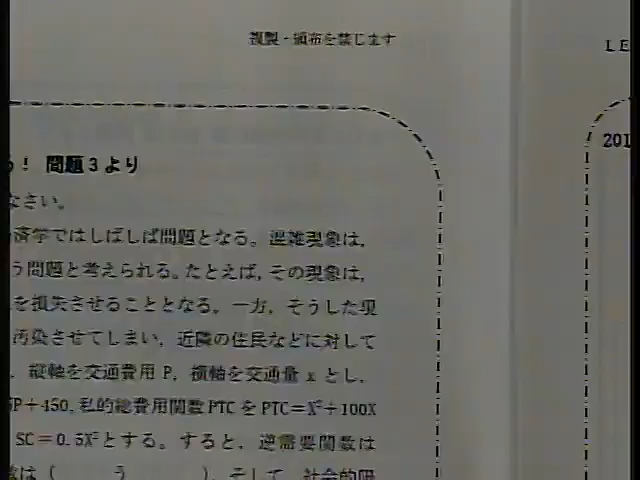 複製・頒布を禁じます
LE
201
! 問題3より
なさい。
済学ではしばしば問題となる。混雑現象は，
う問題と考えられる。たとえば，その現象は，
を損失させることとなる。一方，そうした現
汚染させてしまい，近隣の住民などに対して
，縦軸を交通費用 P，横軸を交通量 x とし，
P＋450，私的総費用関数PTC を PTC＝X²＋100X
SC＝0.5X²とする。すると，逆需要関数は
は（ う ），そして，社会的限